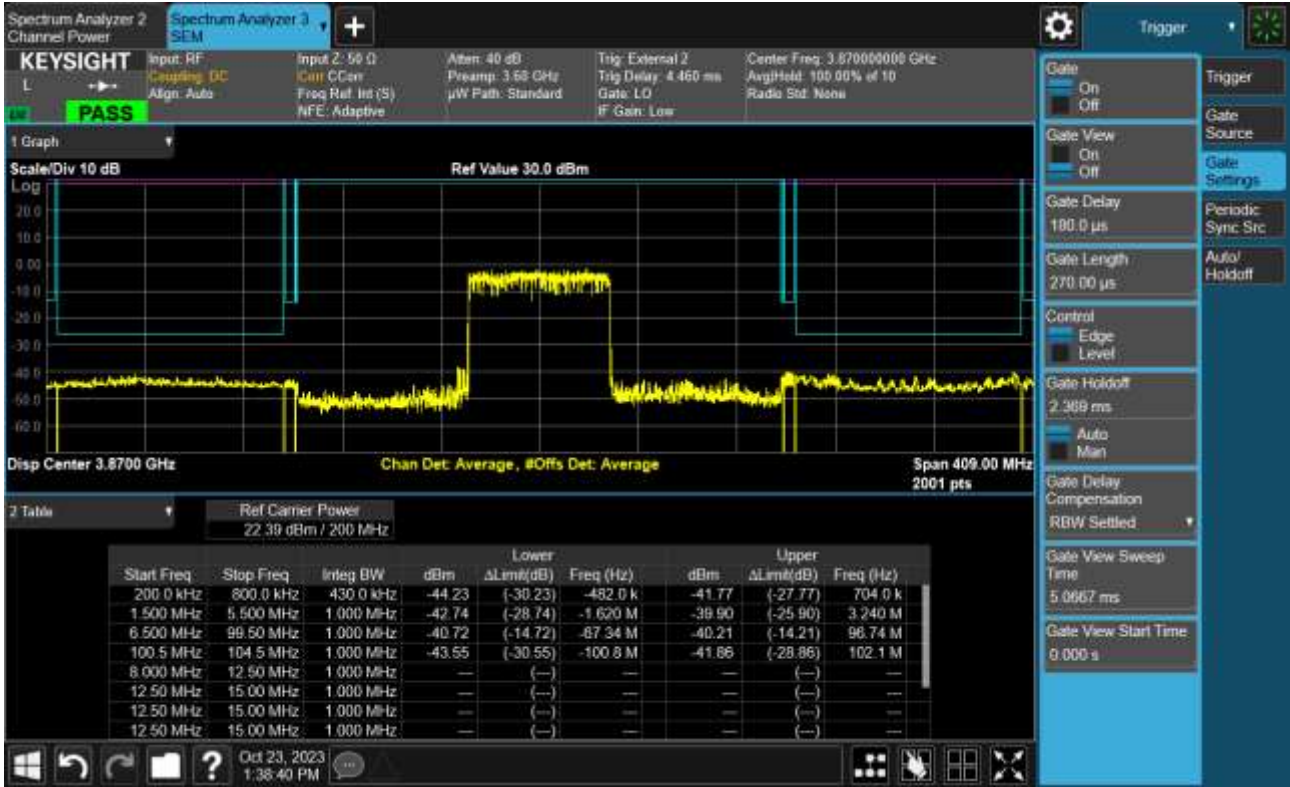 Spectrum Analyzer 2
Channel Power
Spectrum Analyzer 3
SEM
Trigger
KEYSIGHT
L
PASS
Input: RF
Coupling: DC
Align: Auto
Input Z: 50 Ω
Corr CCorr
Freq Ref: Int (S)
NFE: Adaptive
Atten: 40 dB
Preamp: 3.60 GHz
µW Path: Standard
Trig: External 2
Trig Delay: 4.460 ms
Gate: LO
IF Gain: Low
Center Freq: 3.870000000 GHz
Avg|Hold: 100.00% of 10
Radio Std: None
1 Graph
Scale/Div 10 dB
Ref Value 30.0 dBm
Log
20.0
10.0
0.00
-10.0
-20.0
-30.0
-40.0
-50.0
-60.0
Disp Center 3.8700 GHz
Chan Det: Average, #Offs Det: Average
Span 409.00 MHz
2001 pts
2 Table
Ref Carrier Power
22.39 dBm / 200 MHz
Lower Upper
Start Freq Stop Freq Integ BW dBm ΔLimit(dB) Freq (Hz) dBm ΔLimit(dB) Freq (Hz)
200.0 kHz 800.0 kHz 430.0 kHz -44.23 (-30.23) -482.0 k -41.77 (-27.77) 704.0 k
1.500 MHz 5.500 MHz 1.000 MHz -42.74 (-28.74) -1.620 M -39.90 (-25.90) 3.240 M
6.500 MHz 99.50 MHz 1.000 MHz -40.72 (-14.72) -67.34 M -40.21 (-14.21) 96.74 M
100.5 MHz 104.5 MHz 1.000 MHz -43.55 (-30.55) -100.8 M -41.86 (-28.86) 102.1 M
8.000 MHz 12.50 MHz 1.000 MHz --- (---) --- --- (---) ---
12.50 MHz 15.00 MHz 1.000 MHz --- (---) --- --- (---) ---
12.50 MHz 15.00 MHz 1.000 MHz --- (---) --- --- (---) ---
12.50 MHz 15.00 MHz 1.000 MHz --- (---) --- --- (---) ---
Oct 23, 2023
1:38:40 PM
Gate
On
Off
Gate View
On
Off
Gate Delay
180.0 µs
Gate Length
270.00 µs
Control
Edge
Level
Gate Holdoff
2.369 ms
Auto
Man
Gate Delay
Compensation
RBW Settled
Gate View Sweep
Time
5.0667 ms
Gate View Start Time
0.000 s
Trigger
Gate
Source
Gate
Settings
Periodic
Sync Src
Auto/
Holdoff